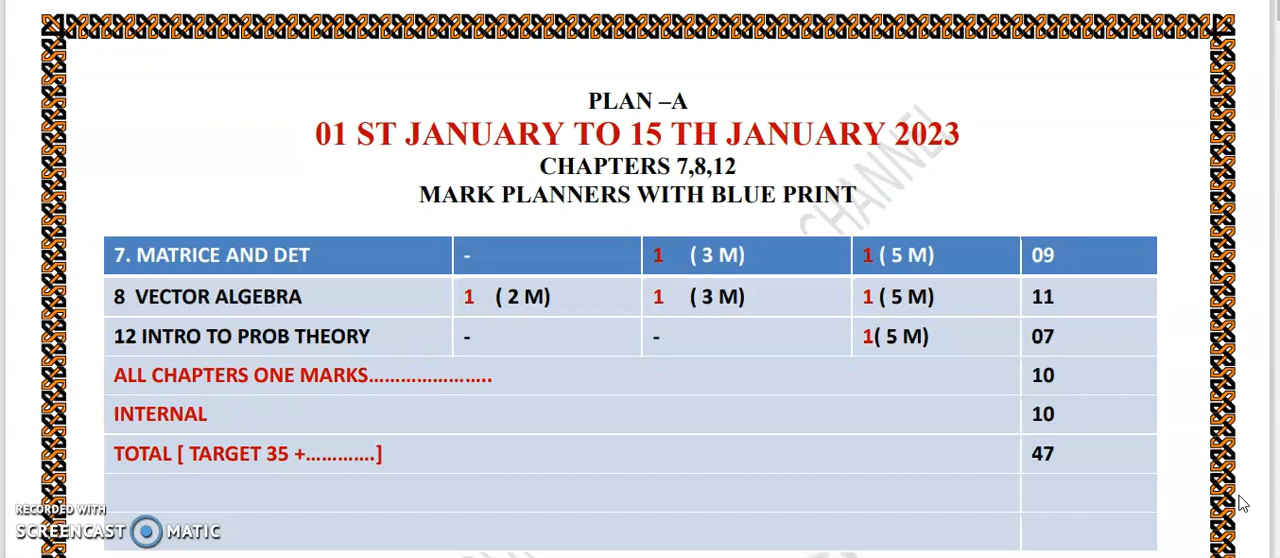 PLAN –A
01 ST JANUARY TO 15 TH JANUARY 2023
CHAPTERS 7,8,12
MARK PLANNERS WITH BLUE PRINT
CHANNEL
7. MATRICE AND DET - 1 ( 3 M) 1 ( 5 M) 09
8 VECTOR ALGEBRA 1 ( 2 M) 1 ( 3 M) 1 ( 5 M) 11
12 INTRO TO PROB THEORY - - 1( 5 M) 07
ALL CHAPTERS ONE MARKS………………….. 10
INTERNAL 10
TOTAL [ TARGET 35 +………….] 47
RECORDED WITH
SCREENCAST MATIC